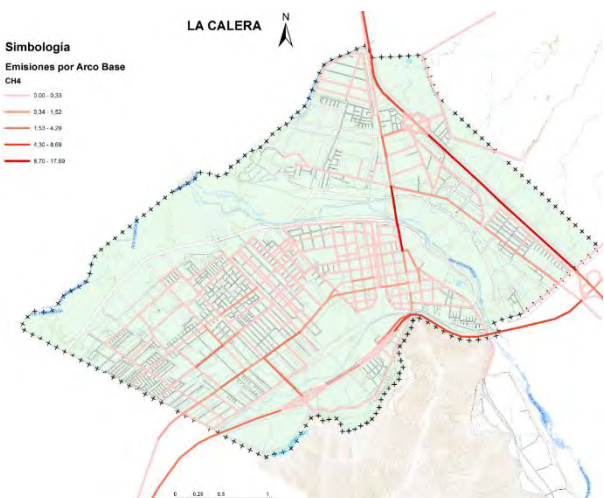 LA CALERA
N
Simbología
Emisiones por Arco Base
CH4
0.00 - 0,33
0.34 - 1,52
1.53 - 4.29
4,30 - 8,69
8,70 - 17,69
0 0.25 0.5 1